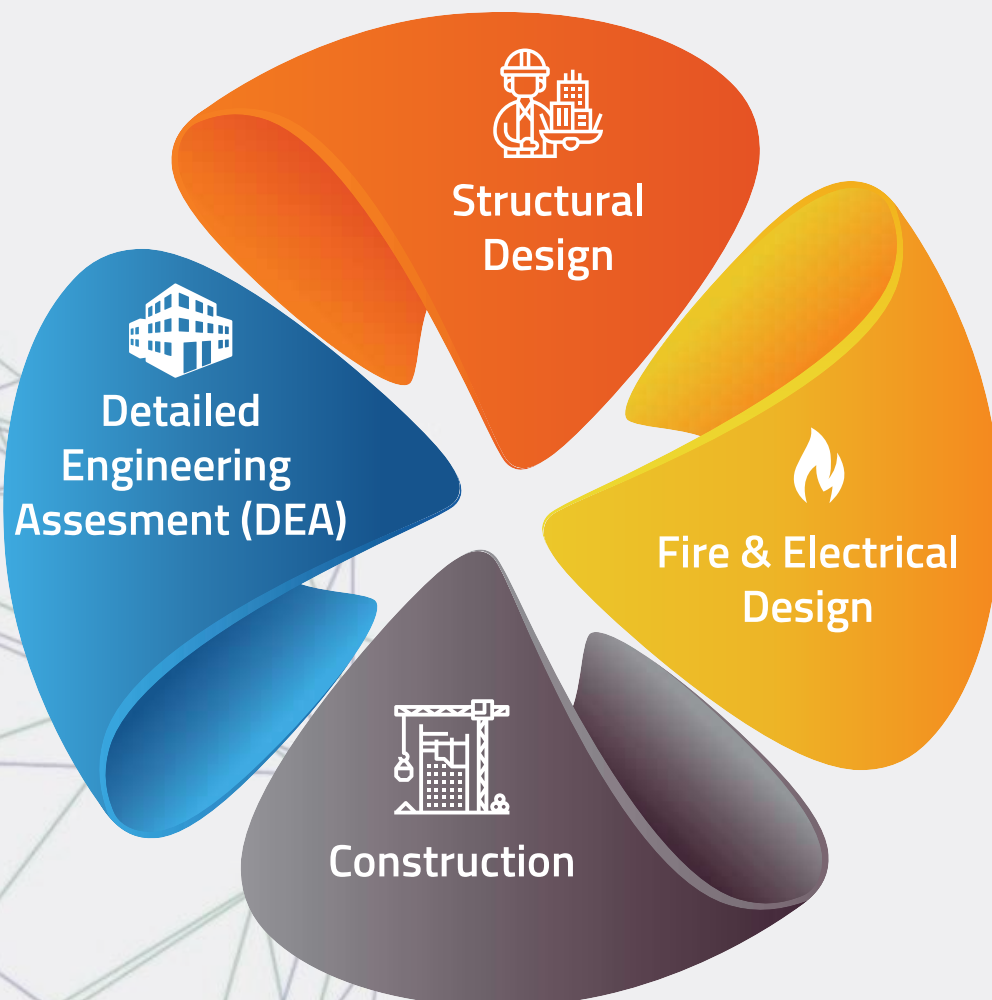 Structural
Design
Detailed
Engineering
Assesment (DEA)
Fire & Electrical
Design
Construction